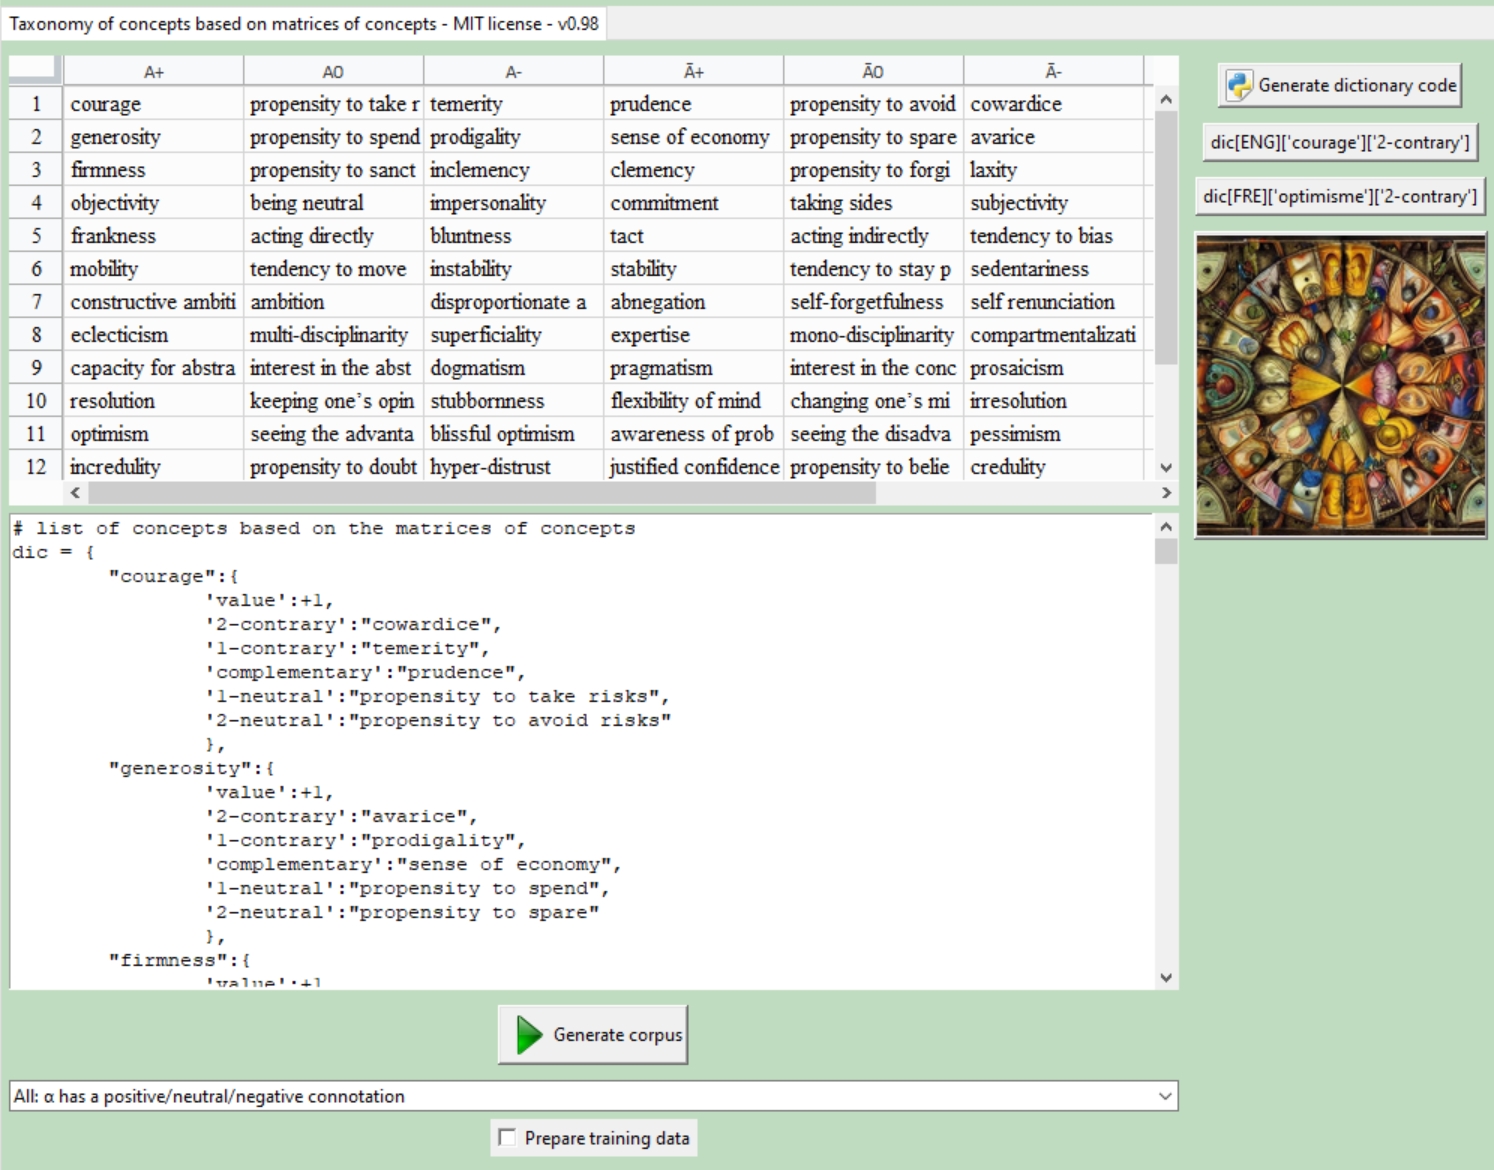 Taxonomy of concepts based on matrices of concepts - MIT license - v0.98
A+ A0 A- Ā+ Ā0 Ā-
1 courage propensity to take r temerity prudence propensity to avoid cowardice
2 generosity propensity to spend prodigality sense of economy propensity to spare avarice
3 firmness propensity to sanct inclemency clemency propensity to forgi laxity
4 objectivity being neutral impersonality commitment taking sides subjectivity
5 frankness acting directly bluntness tact acting indirectly tendency to bias
6 mobility tendency to move instability stability tendency to stay p sedentariness
7 constructive ambiti ambition disproportionate a abnegation self-forgetfulness self renunciation
8 eclecticism multi-disciplinarity superficiality expertise mono-disciplinarity compartmentalizati
9 capacity for abstra interest in the abst dogmatism pragmatism interest in the conc prosaicism
10 resolution keeping one’s opin stubbornness flexibility of mind changing one’s mi irresolution
11 optimism seeing the advanta blissful optimism awareness of prob seeing the disadva pessimism
12 incredulity propensity to doubt hyper-distrust justified confidence propensity to belie credulity
Generate dictionary code
dic[ENG]['courage']['2-contrary']
dic[FRE]['optimisme']['2-contrary']
# list of concepts based on the matrices of concepts
dic = {
"courage":{
'value':+1,
'2-contrary':"cowardice",
'1-contrary':"temerity",
'complementary':"prudence",
'1-neutral':"propensity to take risks",
'2-neutral':"propensity to avoid risks"
},
"generosity":{
'value':+1,
'2-contrary':"avarice",
'1-contrary':"prodigality",
'complementary':"sense of economy",
'1-neutral':"propensity to spend",
'2-neutral':"propensity to spare"
},
"firmness":{
'value':+1
Generate corpus
All: α has a positive/neutral/negative connotation
Prepare training data